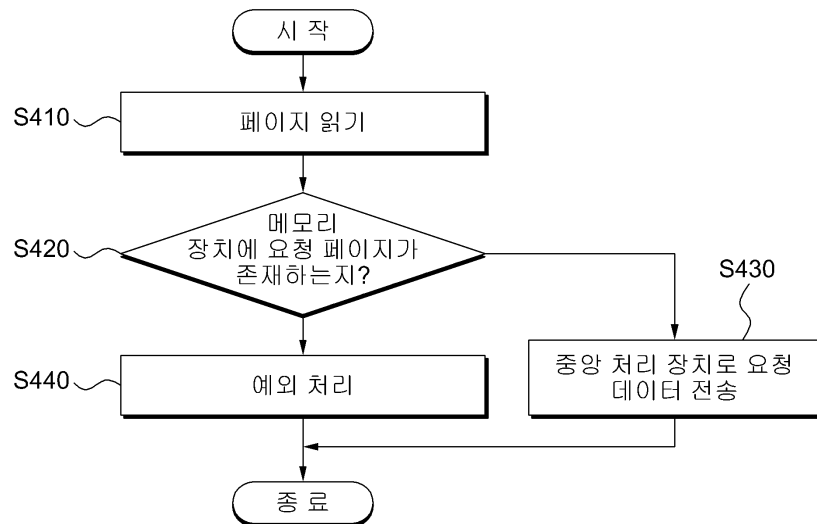 시 작
S410
페이지 읽기
S420
메모리
장치에 요청 페이지가
존재하는지?
S430
중앙 처리 장치로 요청
데이터 전송
S440
예외 처리
종 료